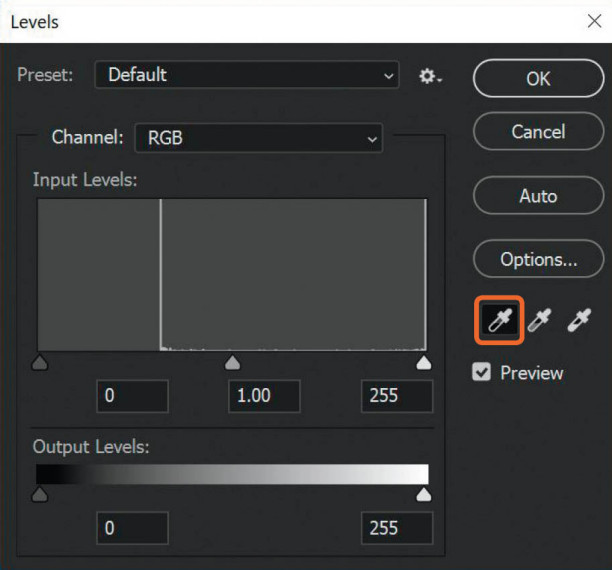 Levels
Preset: Default
OK
Channel: RGB
Cancel
Input Levels:
Auto
Options...
Preview
0 1.00 255
Output Levels:
0 255